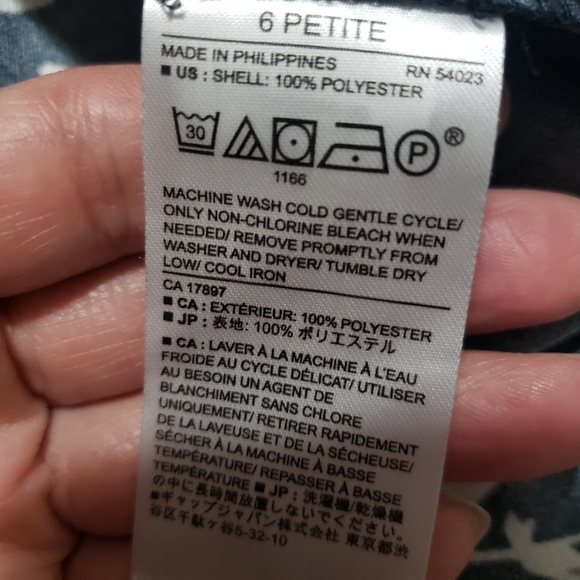 6 PETITE
MADE IN PHILIPPINES RN 54023
■ US : SHELL: 100% POLYESTER
30 P ®
1166
MACHINE WASH COLD GENTLE CYCLE/
ONLY NON-CHLORINE BLEACH WHEN
NEEDED/ REMOVE PROMPTLY FROM
WASHER AND DRYER/ TUMBLE DRY
LOW/ COOL IRON
CA 17897
■ CA : EXTÉRIEUR: 100% POLYESTER
■ JP : 表地: 100% ポリエステル
■ CA : LAVER À LA MACHINE À L'EAU
FROIDE AU CYCLE DÉLICAT/ UTILISER
AU BESOIN UN AGENT DE
BLANCHIMENT SANS CHLORE
UNIQUEMENT/ RETIRER RAPIDEMENT
DE LA LAVEUSE ET DE LA SÉCHEUSE/
SÉCHER À LA MACHINE À BASSE
TEMPÉRATURE/ REPASSER À BASSE
TEMPÉRATURE ■ JP : 洗濯機/乾燥機
の中に長時間放置しないでください。
■ギャップジャパン株式会社 東京都渋
谷区千駄ヶ谷5-32-10